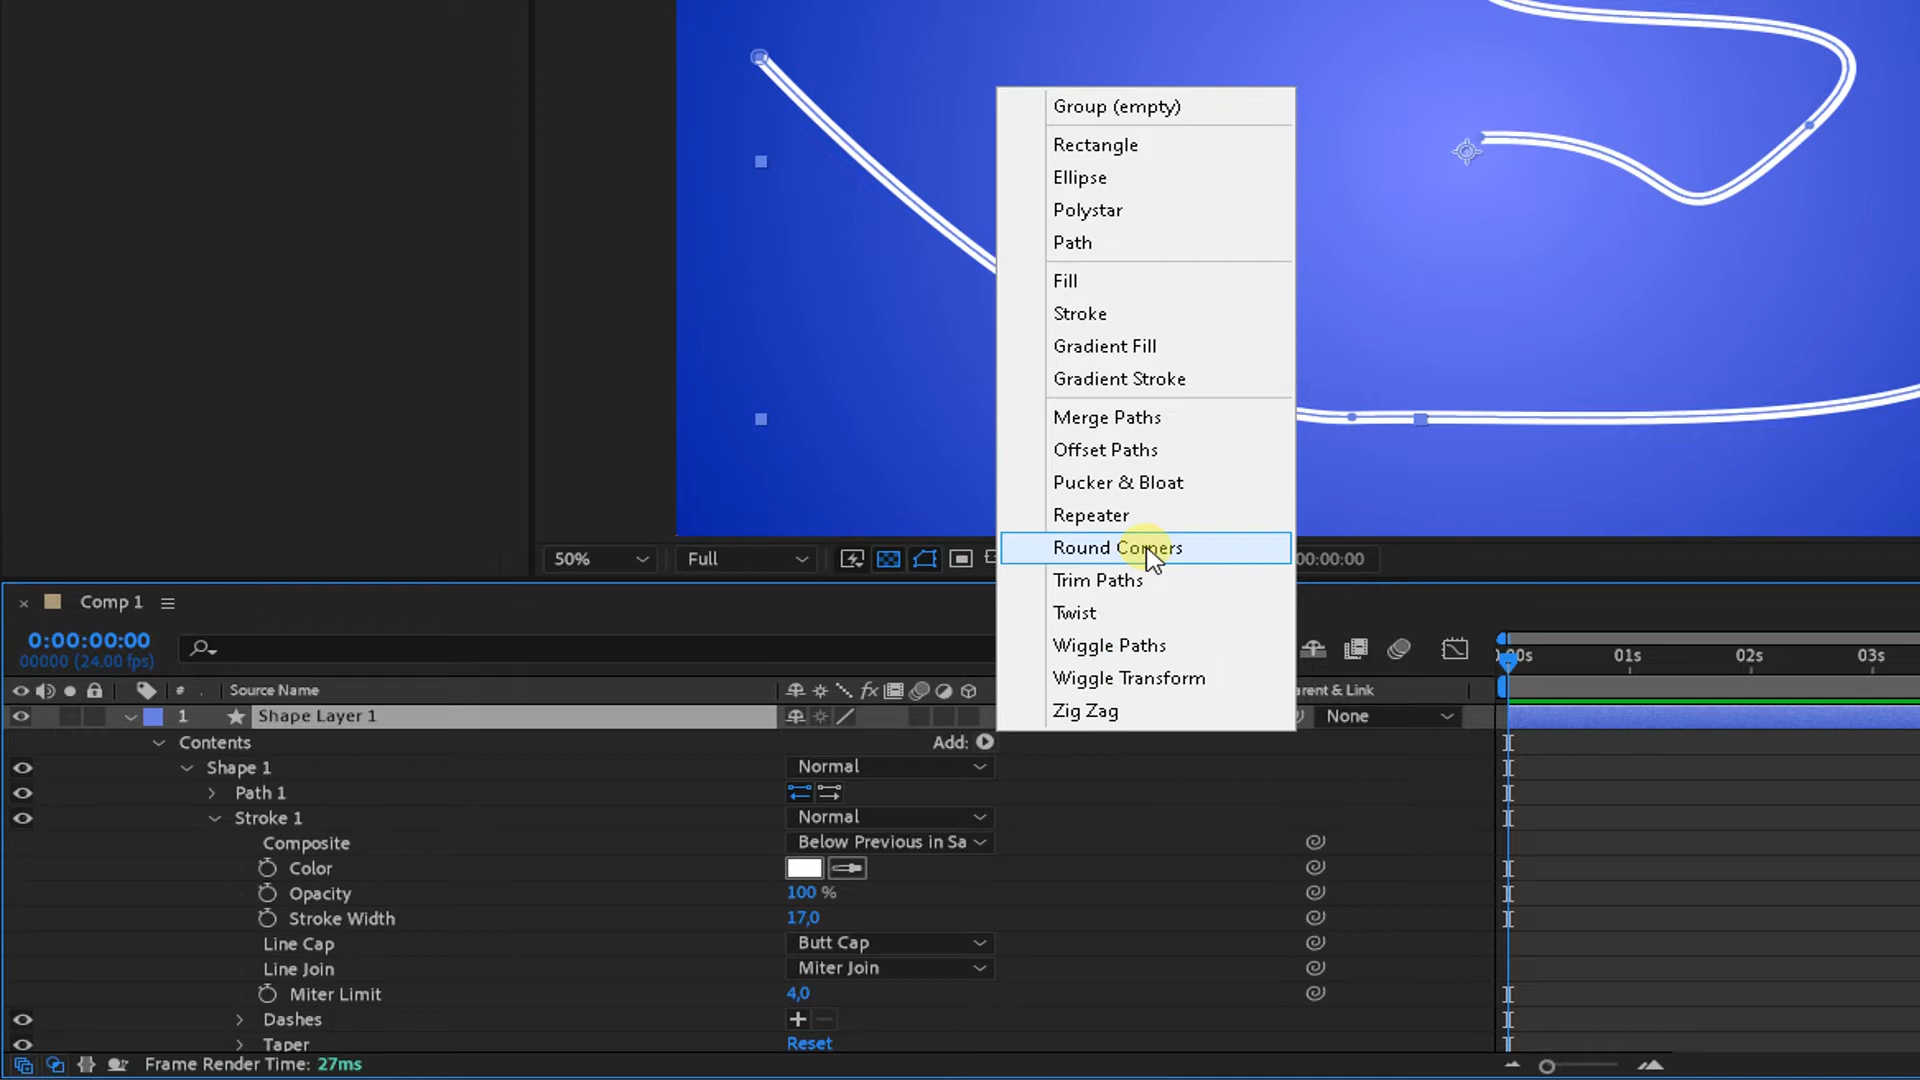 Group (empty)
Rectangle
Ellipse
Polystar
Path
Fill
Stroke
Gradient Fill
Gradient Stroke
Merge Paths
Offset Paths
Pucker & Bloat
Repeater
Round Corners
Trim Paths
Twist
Wiggle Paths
Wiggle Transform
Zig Zag
50% Full 00:00:00
Comp 1
0:00:00:00
00000 (24.00 fps)
00s 01s 02s 03s
# Source Name fx arent & Link
1 Shape Layer 1 None
Contents Add:
Shape 1 Normal
Path 1
Stroke 1 Normal
Composite Below Previous in Sa
Color
Opacity 100 %
Stroke Width 17,0
Line Cap Butt Cap
Line Join Miter Join
Miter Limit 4,0
Dashes
Taper Reset
Frame Render Time: 27ms